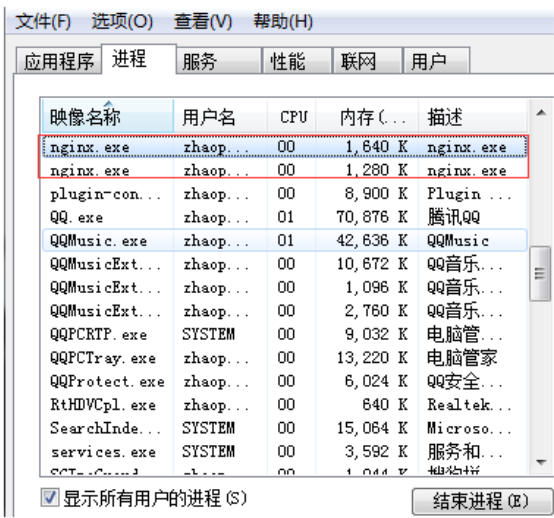 文件(F) 选项(O) 查看(V) 帮助(H)
应用程序 进程 服务 性能 联网 用户
映像名称 用户名 CPU 内存(... 描述
nginx.exe zhaop... 00 1,640 K nginx.exe
nginx.exe zhaop... 00 1,280 K nginx.exe
plugin-con... zhaop... 00 8,900 K Plugin ...
QQ.exe zhaop... 01 70,876 K 腾讯QQ
QQMusic.exe zhaop... 01 42,636 K QQMusic
QQMusicExt... zhaop... 00 10,672 K QQ音乐...
QQMusicExt... zhaop... 00 1,096 K QQ音乐...
QQMusicExt... zhaop... 00 2,760 K QQ音乐...
QQPCRTP.exe SYSTEM 00 9,032 K 电脑管...
QQPCTray.exe zhaop... 00 13,220 K 电脑管家
QQProtect.exe zhaop... 00 6,024 K QQ安全...
RtHDVCpl.exe zhaop... 00 640 K Realtek...
SearchInde... SYSTEM 00 15,064 K Microso...
services.exe SYSTEM 00 3,592 K 服务和...
00 1,044 K
显示所有用户的进程(S) 结束进程(E)